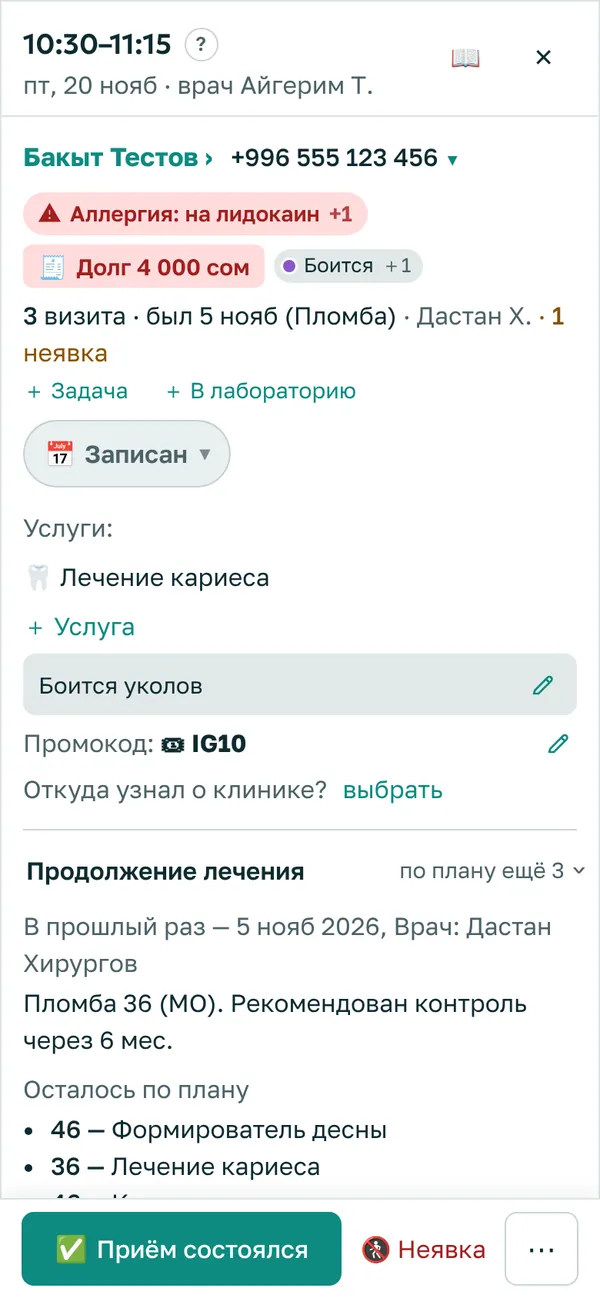 10:30–11:15 ?
пт, 20 нояб · врач Айгерим Т.
Бакыт Тестов › +996 555 123 456 ▼
Аллергия: на лидокаин +1
Долг 4 000 сом
Боится +1
3 визита · был 5 нояб (Пломба) · Дастан Х. · 1
неявка
+ Задача + В лабораторию
July 17 Записан ▼
Услуги:
Лечение кариеса
+ Услуга
Боится уколов
Промокод: IG10
Откуда узнал о клинике? выбрать
Продолжение лечения
по плану ещё 3
В прошлый раз — 5 нояб 2026, Врач: Дастан
Хирургов
Пломба 36 (МО). Рекомендован контроль
через 6 мес.
Осталось по плану
• 46 — Формирователь десны
• 36 — Лечение кариеса
Приём состоялся
Неявка
⋯